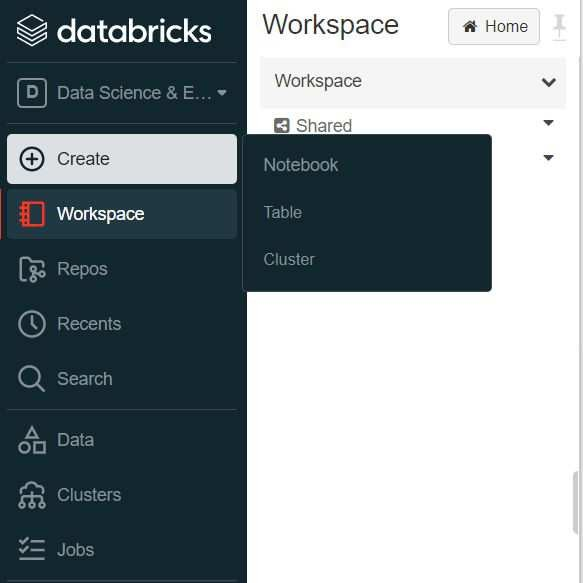 databricks
D
Data Science & E...
Create
Workspace
Repos
Recents
Search
Data
Clusters
Jobs
Workspace
Home
Workspace
Shared
Notebook
Table
Cluster